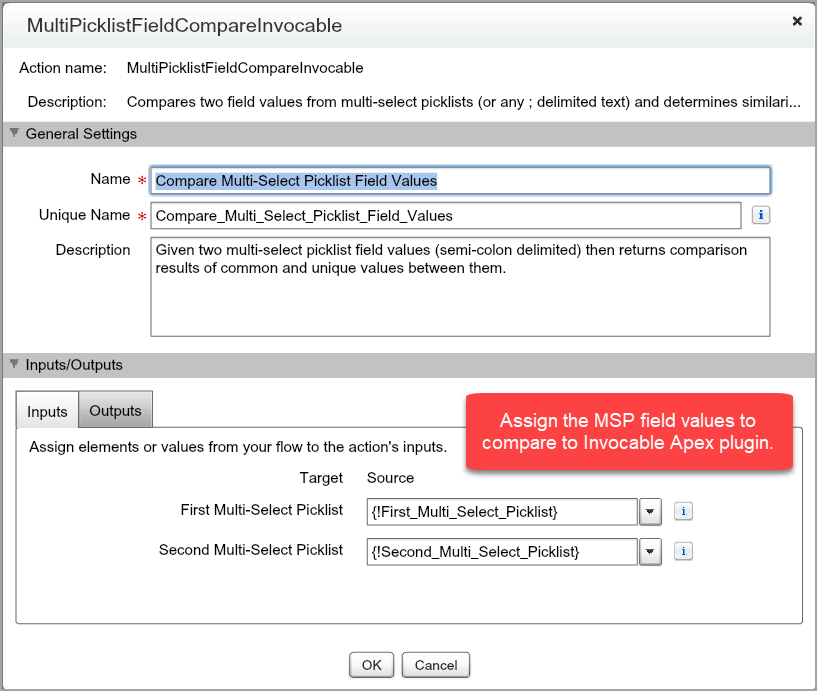 MultiPicklistFieldCompareInvocable
Action name: MultiPicklistFieldCompareInvocable
Description: Compares two field values from multi-select picklists (or any ; delimited text) and determines similari...
General Settings
Name * Compare Multi-Select Picklist Field Values
Unique Name * Compare_Multi_Select_Picklist_Field_Values
Description Given two multi-select picklist field values (semi-colon delimited) then returns comparison
results of common and unique values between them.
Inputs/Outputs
Inputs Outputs
Assign the MSP field values to
compare to Invocable Apex plugin.
Assign elements or values from your flow to the action's inputs.
Target Source
First Multi-Select Picklist {!First_Multi_Select_Picklist}
Second Multi-Select Picklist {!Second_Multi_Select_Picklist}
OK Cancel